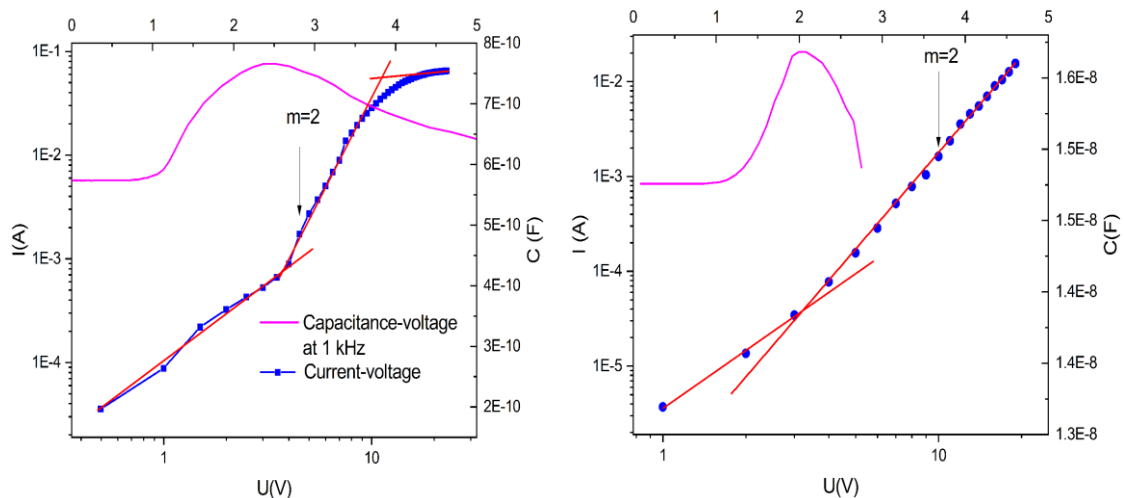 0 1 2 3 4 5
1E-1
1E-2
1E-3
1E-4
I(A)
8E-10
7E-10
6E-10
5E-10
4E-10
3E-10
2E-10
C (F)
m=2
Capacitance-voltage
at 1 kHz
Current-voltage
1 10
U(V)
0 1 2 3 4 5
1E-2
1E-3
1E-4
1E-5
I (A)
1.6E-8
1.5E-8
1.5E-8
1.4E-8
1.4E-8
1.3E-8
C(F)
m=2
1 10
U(V)